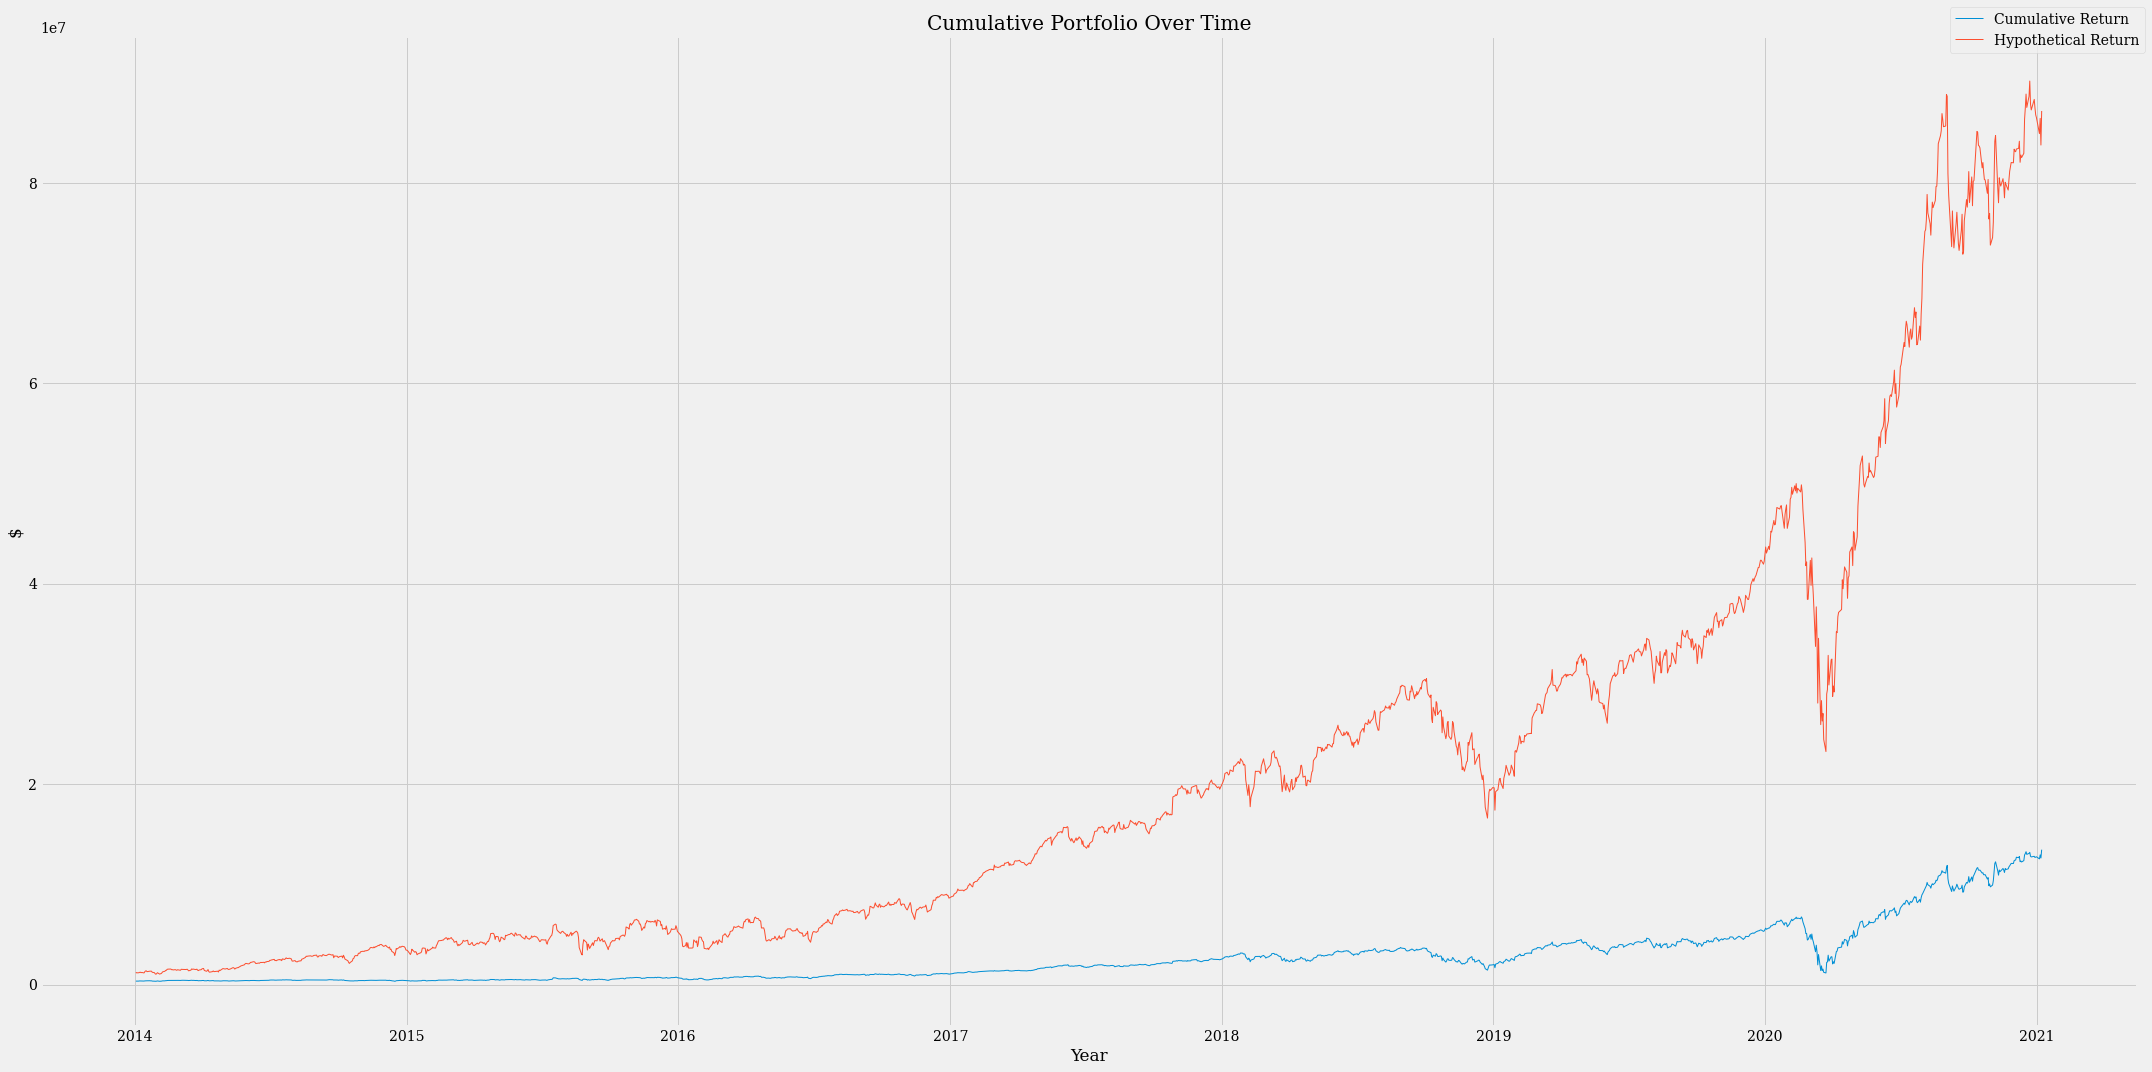 Cumulative Portfolio Over Time
Cumulative Return
Hypothetical Return
1e7
8
6
4
2
0
$
2014 2015 2016 2017 2018 2019 2020 2021
Year